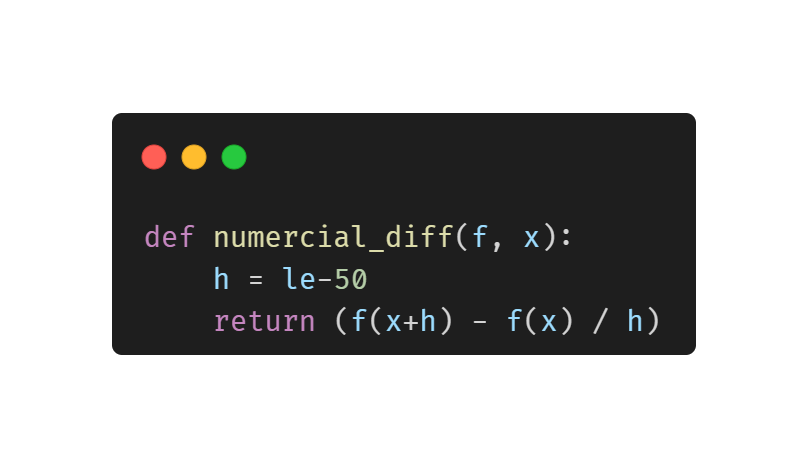 def numercial_diff(f, x):
    h = le-50
    return (f(x+h) - f(x) / h)